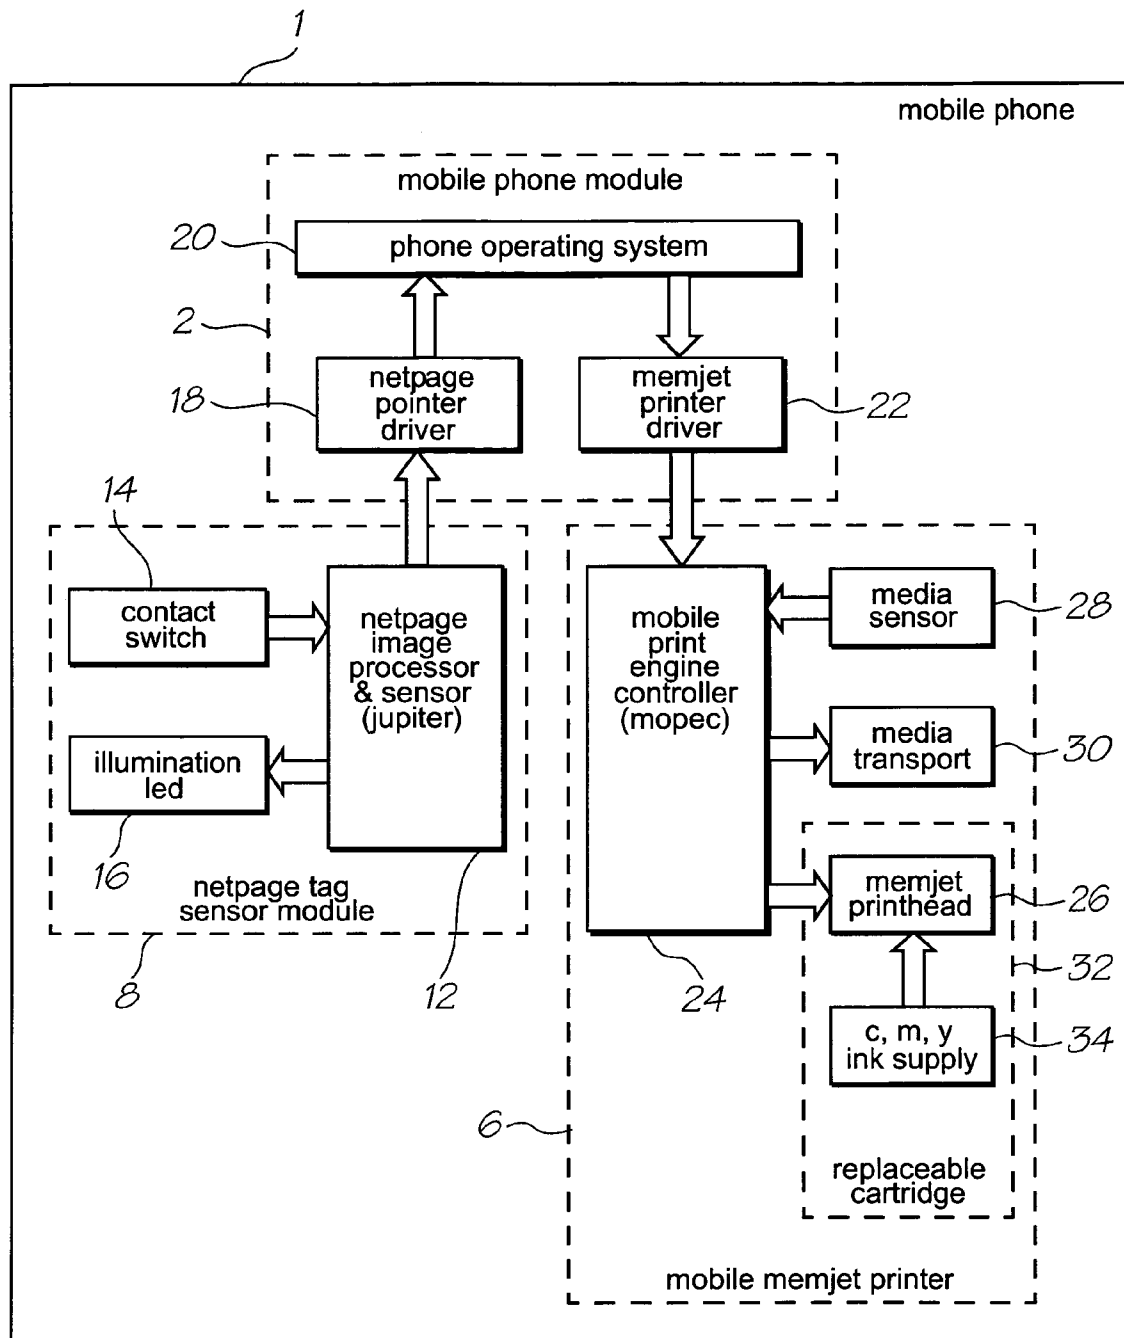 1
mobile phone
mobile phone module
20
phone operating system
2
18
netpage
pointer
driver
memjet
printer
driver
22
14
contact
switch
netpage
image
processor
& sensor
(jupiter)
illumination
led
16
netpage tag
sensor module
8
12
mobile
print
engine
controller
(mopec)
media
sensor
28
media
transport
30
memjet
printhead
26
32
24
c, m, y
ink supply
34
6
replaceable
cartridge
mobile memjet printer